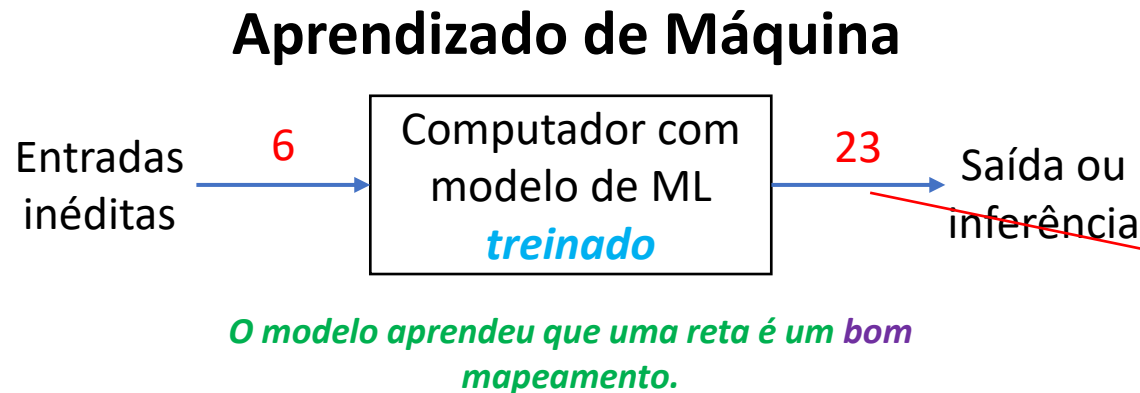 Aprendizado de Máquina
Entradas
inéditas
6
Computador com
modelo de ML
treinado
23
Saída ou
inferência
O modelo aprendeu que uma reta é um bom
mapeamento.